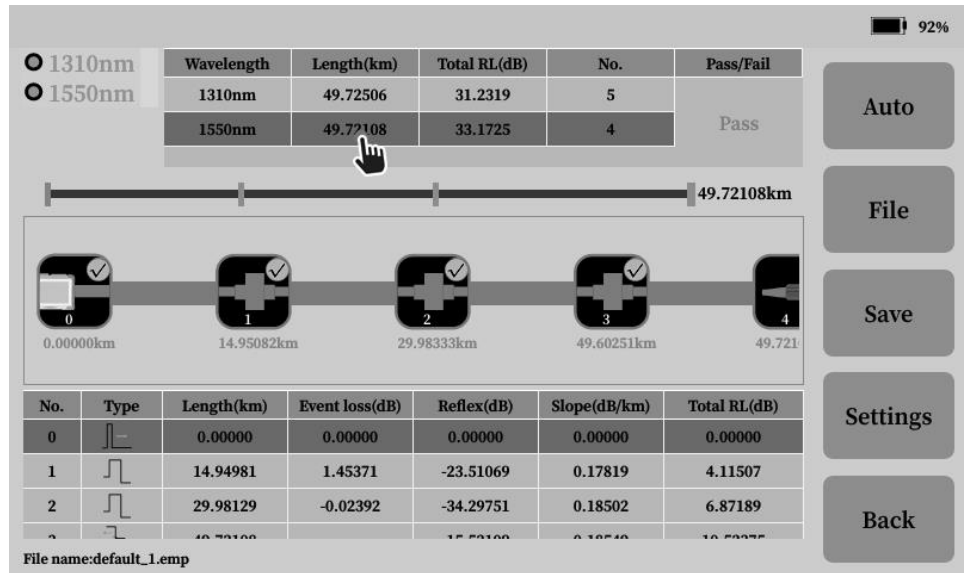 92%
1310nm
1550nm
Wavelength Length(km) Total RL(dB) No. Pass/Fail
1310nm 49.72506 31.2319 5
1550nm 49.72108 33.1725 4
Pass
49.72108km
0 1 2 3 4
0.00000km 14.95082km 29.98333km 49.60251km 49.721
No. Type Length(km) Event loss(dB) Reflex(dB) Slope(dB/km) Total RL(dB)
0 0.00000 0.00000 0.00000 0.00000 0.00000
1 14.94981 1.45371 -23.51069 0.17819 4.11507
2 29.98129 -0.02392 -34.29751 0.18502 6.87189
File name:default_1.emp
Auto
File
Save
Settings
Back